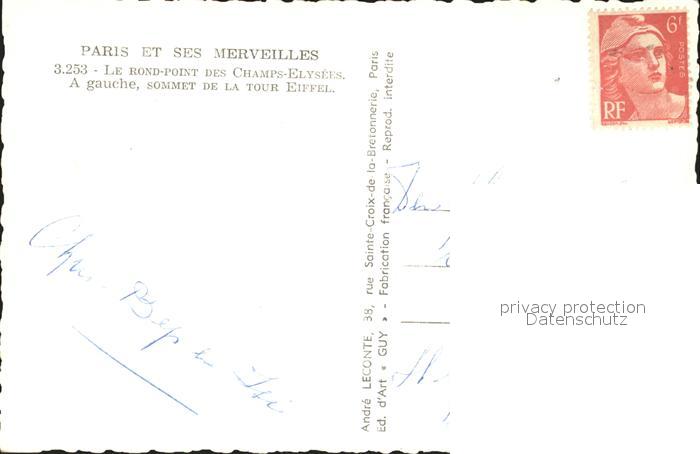 PARIS ET SES MERVEILLES
3.253 - LE ROND-POINT DES CHAMPS-ELYSÉES.
A gauche, SOMMET DE LA TOUR EIFFEL.
André LECONTE, 38, rue Sainte-Croix-de-la-Bretonnerie, Paris
Ed. d'Art « GUY » - Fabrication française - Reprod. interdite
6f
POSTES
RF
privacy protection
Datenschutz